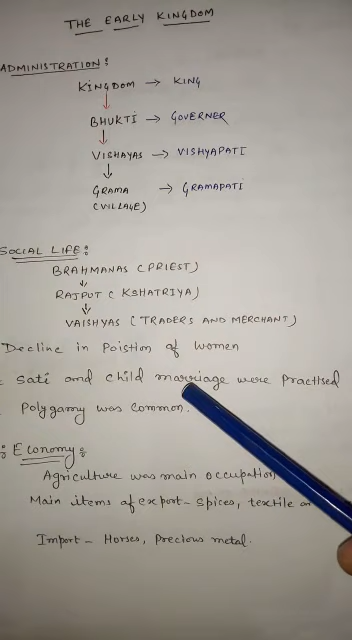 THE EARLY KINGDOM
ADMINISTRATION:
KINGDOM → KING
↓
BHUKTI → GOVERNER
↓
VISHAYAS → VISHYAPATI
↓
GRAMA → GRAMAPATI
(VILLAGE)
SOCIAL LIFE:
BRAHMANAS (PRIEST)
↓
RAJPUT (KSHATRIYA)
↓
VAISHYAS (TRADERS AND MERCHANT)
Decline in Poistion of Women
Sati and child marriage were practised
Polygamy was common.
:Economy:
Agriculture was main occupation
Main items of export - spices, textile
Import - Horses, Precious metal.